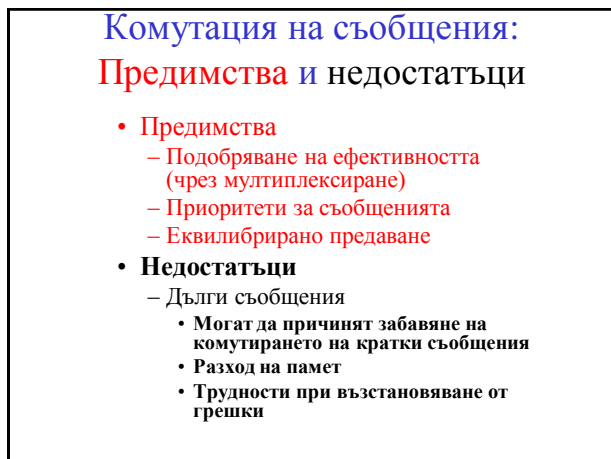 Комутация на съобщения:
Предимства и недостатъци
• Предимства
– Подобряване на ефективността
(чрез мултиплексиране)
– Приоритети за съобщенията
– Еквилибрирано предаване
• Недостатъци
– Дълги съобщения
• Могат да причинят забавяне на
комутирането на кратки съобщения
• Разход на памет
• Трудности при възстановяване от
грешки